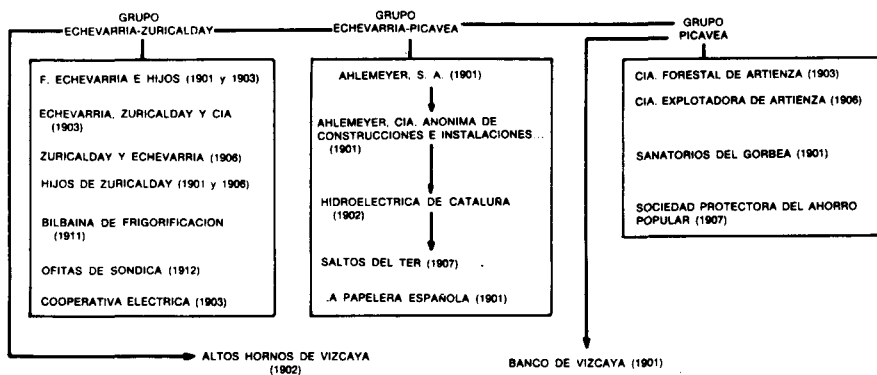 GRUPO
ECHEVARRIA-ZURICALDAY
F. ECHEVARRIA E HIJOS (1901 y 1903)
ECHEVARRIA, ZURICALDAY Y CIA
(1903)
ZURICALDAY Y ECHEVARRIA (1906)
HIJOS DE ZURICALDAY (1901 y 1906)
BILBAINA DE FRIGORIFICACION
(1911)
OFITAS DE SONDICA (1912)
COOPERATIVA ELECTRICA (1903)
GRUPO
ECHEVARRIA-PICAVEA
AHLEMEYER, S. A. (1901)
AHLEMEYER, CIA. ANONIMA DE
CONSTRUCCIONES E INSTALACIONES...
(1901)
HIDROELECTRICA DE CATALUÑA
(1902)
SALTOS DEL TER (1907)
.A PAPELERA ESPAÑOLA (1901)
GRUPO
PICAVEA
CIA. FORESTAL DE ARTIENZA (1903)
CIA. EXPLOTADORA DE ARTIENZA (1906)
SANATORIOS DEL GORBEA (1901)
SOCIEDAD PROTECTORA DEL AHORRO
POPULAR (1907)
ALTOS HORNOS DE VIZCAYA
(1902)
BANCO DE VIZCAYA (1901)